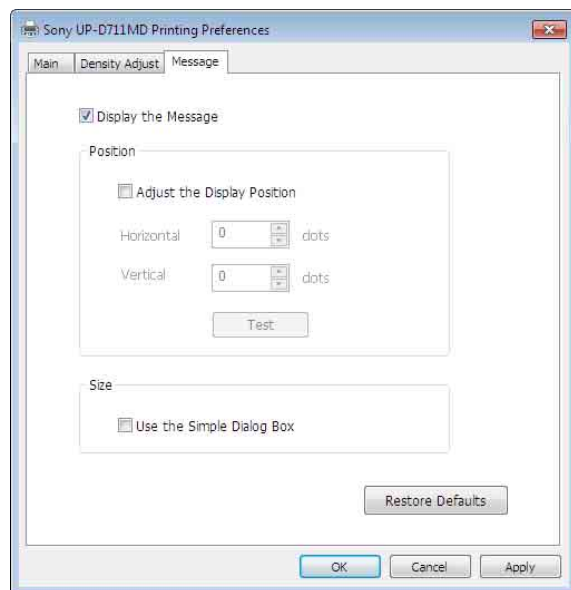 Sony UP-D711MD Printing Preferences
Main Density Adjust Message
Display the Message
Position
Adjust the Display Position
Horizontal 0 dots
Vertical 0 dots
Test
Size
Use the Simple Dialog Box
Restore Defaults
OK Cancel Apply